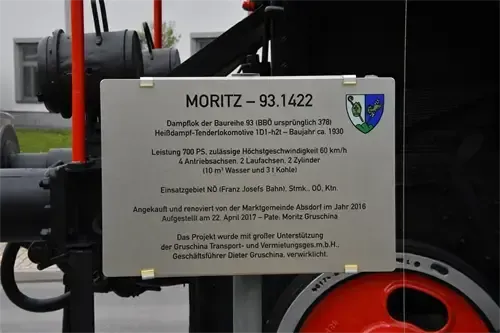 MORITZ – 93.1422
Dampflok der Baureihe 93 (BBÖ ursprünglich 378)
Heißdampf-Tenderlokomotive 1D1-h2t – Baujahr ca. 1930
Leistung 700 PS, zulässige Höchstgeschwindigkeit 60 km/h
4 Antriebsachsen, 2 Laufachsen, 2 Zylinder
(10 m³ Wasser und 3 t Kohle)
Einsatzgebiet NÖ (Franz Josefs Bahn), Stmk., OÖ, Ktn
Angekauft und renoviert von der Marktgemeinde Absdorf im Jahr 2016
Aufgestellt am 22. April 2017 – Pate: Moritz Gruschina
Das Projekt wurde mit großer Unterstützung
der Gruschina Transport- und Vermietungsges.m.b.H.,
Geschäftsführer Dieter Gruschina, verwirklicht.